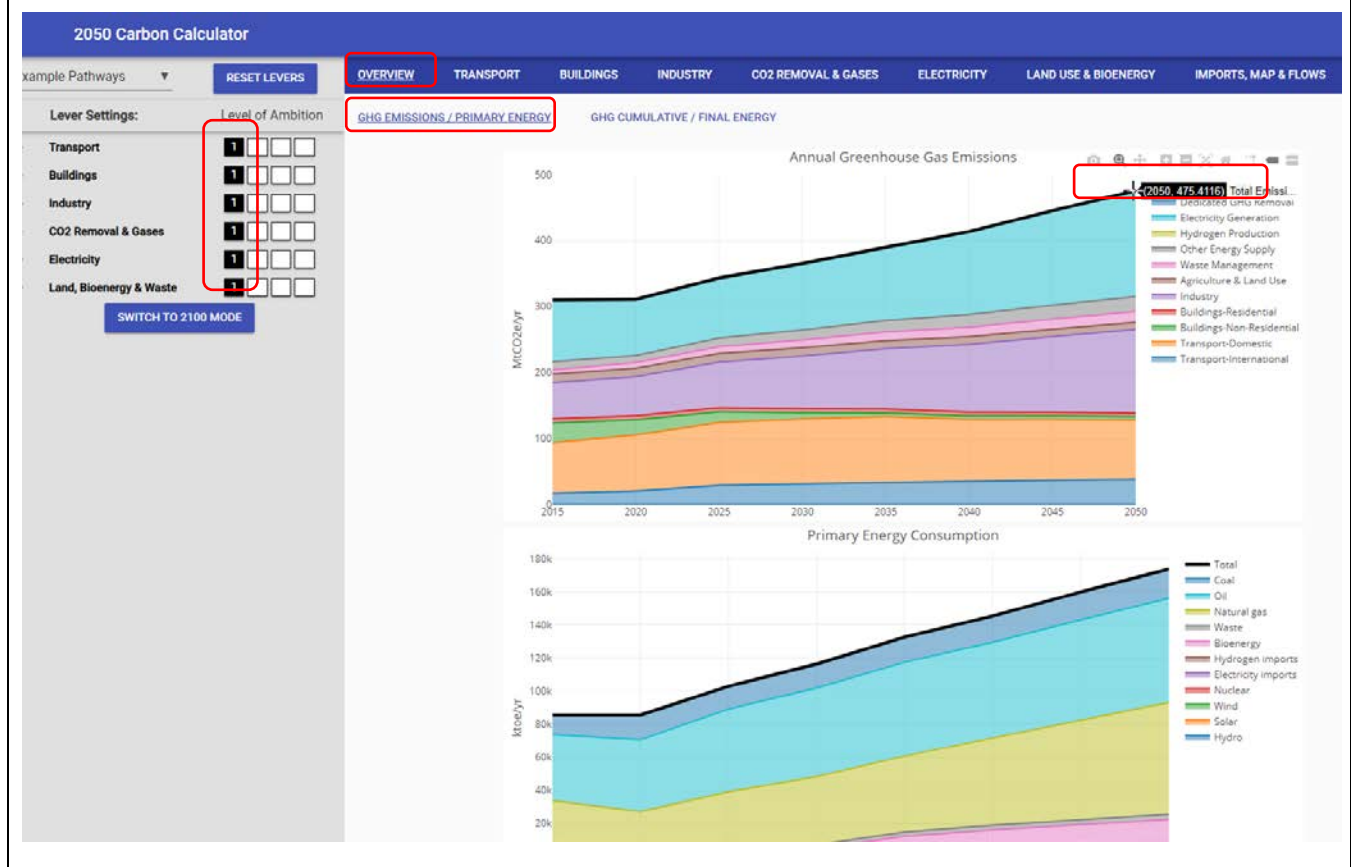 2050 Carbon Calculator
xample Pathways ▼ RESET LEVERS
OVERVIEW TRANSPORT BUILDINGS INDUSTRY CO2 REMOVAL & GASES ELECTRICITY LAND USE & BIOENERGY IMPORTS, MAP & FLOWS
Lever Settings: Level of Ambition
GHG EMISSIONS / PRIMARY ENERGY GHG CUMULATIVE / FINAL ENERGY
Transport 1
Buildings 1
Industry 1
CO2 Removal & Gases 1
Electricity 1
Land, Bioenergy & Waste 1
SWITCH TO 2100 MODE
Annual Greenhouse Gas Emissions
500
400
300
200
100
0
MtCO2e/yr
2015 2020 2025 2030 2035 2040 2045 2050
(2050, 475.4116) Total Emissi...
Dedicated GHG Removal
Electricity Generation
Hydrogen Production
Other Energy Supply
Waste Management
Agriculture & Land Use
Industry
Buildings-Residential
Buildings-Non-Residential
Transport-Domestic
Transport-International
Primary Energy Consumption
180k
160k
140k
120k
100k
80k
60k
40k
20k
ktoe/yr
Total
Coal
Oil
Natural gas
Waste
Bioenergy
Hydrogen imports
Electricity imports
Nuclear
Wind
Solar
Hydro